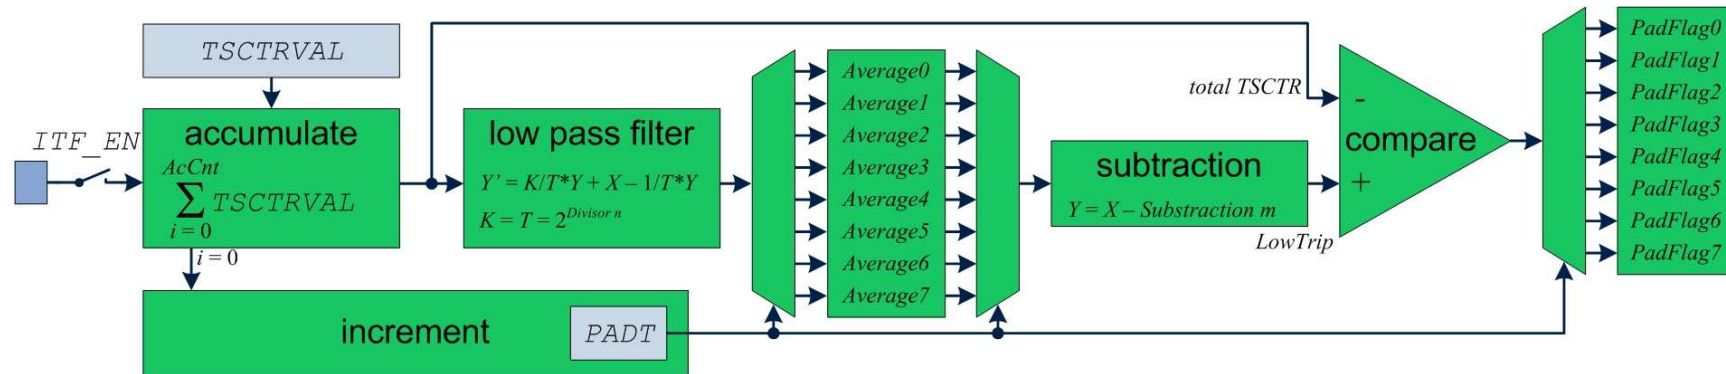 TSCTRVAL
ITF_EN
accumulate
AcCnt
∑ TSCTRVAL
i = 0
i = 0
increment
PADT
low pass filter
Y' = K/T*Y + X – 1/T*Y
K = T = 2^Divisor n
Average0
Average1
Average2
Average3
Average4
Average5
Average6
Average7
subtraction
Y = X – Substraction m
LowTrip
total TSCTR
-
compare
+
PadFlag0
PadFlag1
PadFlag2
PadFlag3
PadFlag4
PadFlag5
PadFlag6
PadFlag7